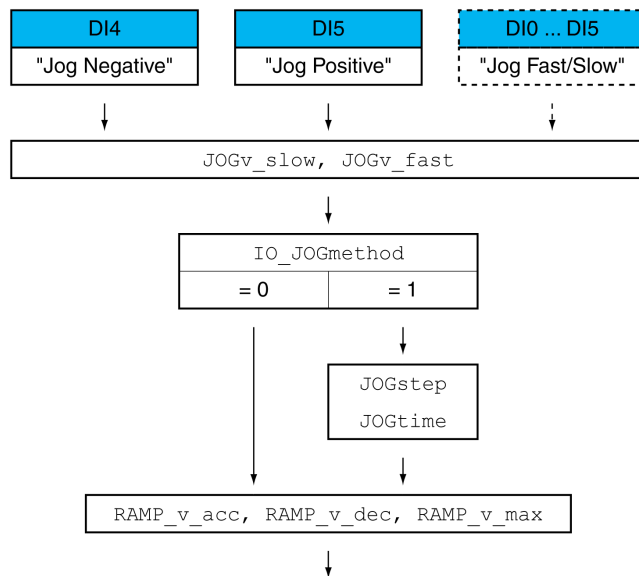 DI4
DI5
DI0 ... DI5
"Jog Negative"
"Jog Positive"
"Jog Fast/Slow"
JOGv_slow, JOGv_fast
IO_JOGmethod
= 0
= 1
JOGstep
JOGtime
RAMP_v_acc, RAMP_v_dec, RAMP_v_max